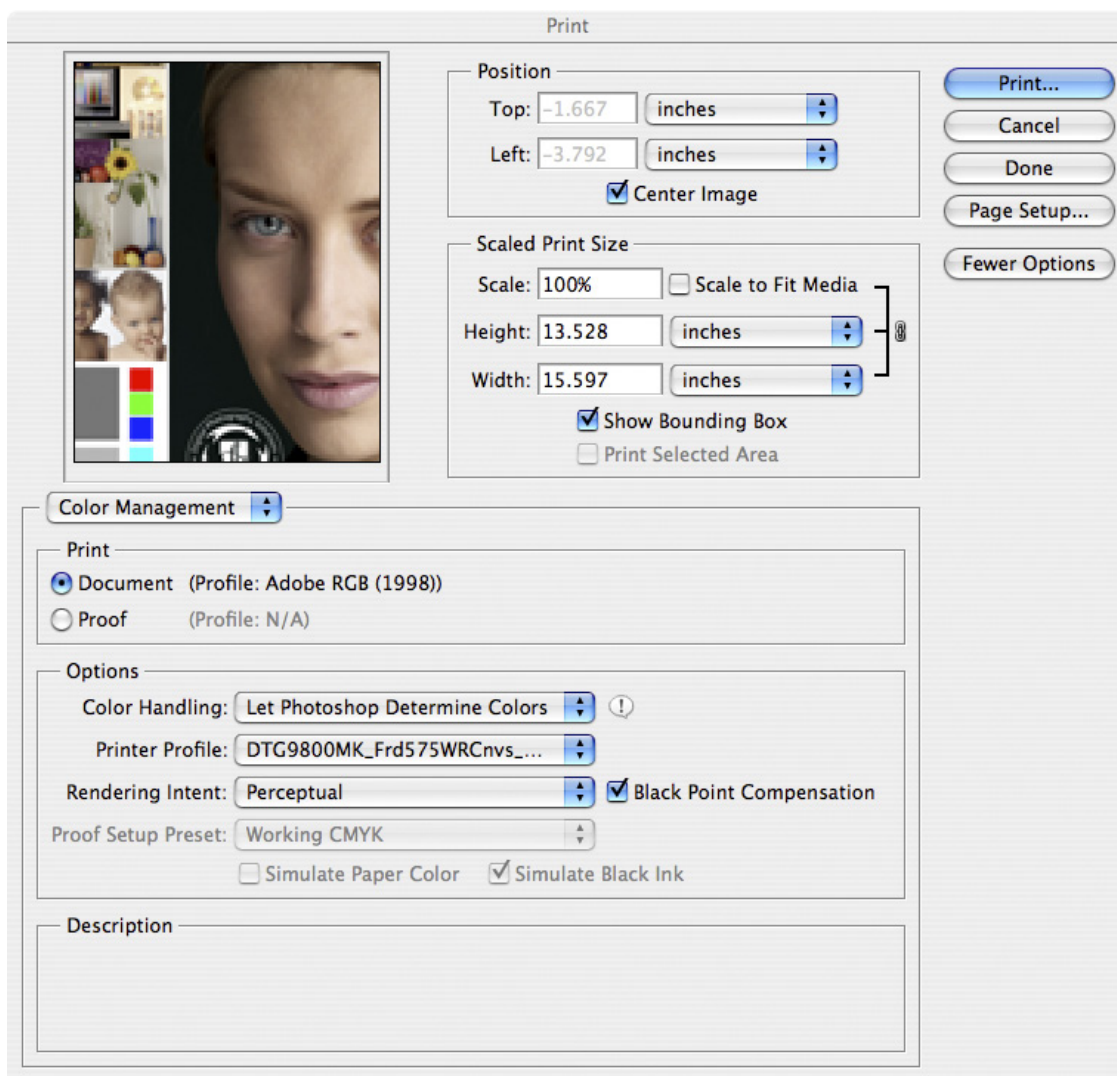 Print
Position
Top: -1.667 inches
Left: -3.792 inches
Center Image
Print...
Cancel
Done
Page Setup...
Fewer Options
Scaled Print Size
Scale: 100% Scale to Fit Media
Height: 13.528 inches
Width: 15.597 inches
Show Bounding Box
Print Selected Area
Color Management
Print
Document (Profile: Adobe RGB (1998))
Proof (Profile: N/A)
Options
Color Handling: Let Photoshop Determine Colors
Printer Profile: DTG9800MK_Frd575WRCnvs_...
Rendering Intent: Perceptual Black Point Compensation
Proof Setup Preset: Working CMYK
Simulate Paper Color Simulate Black Ink
Description